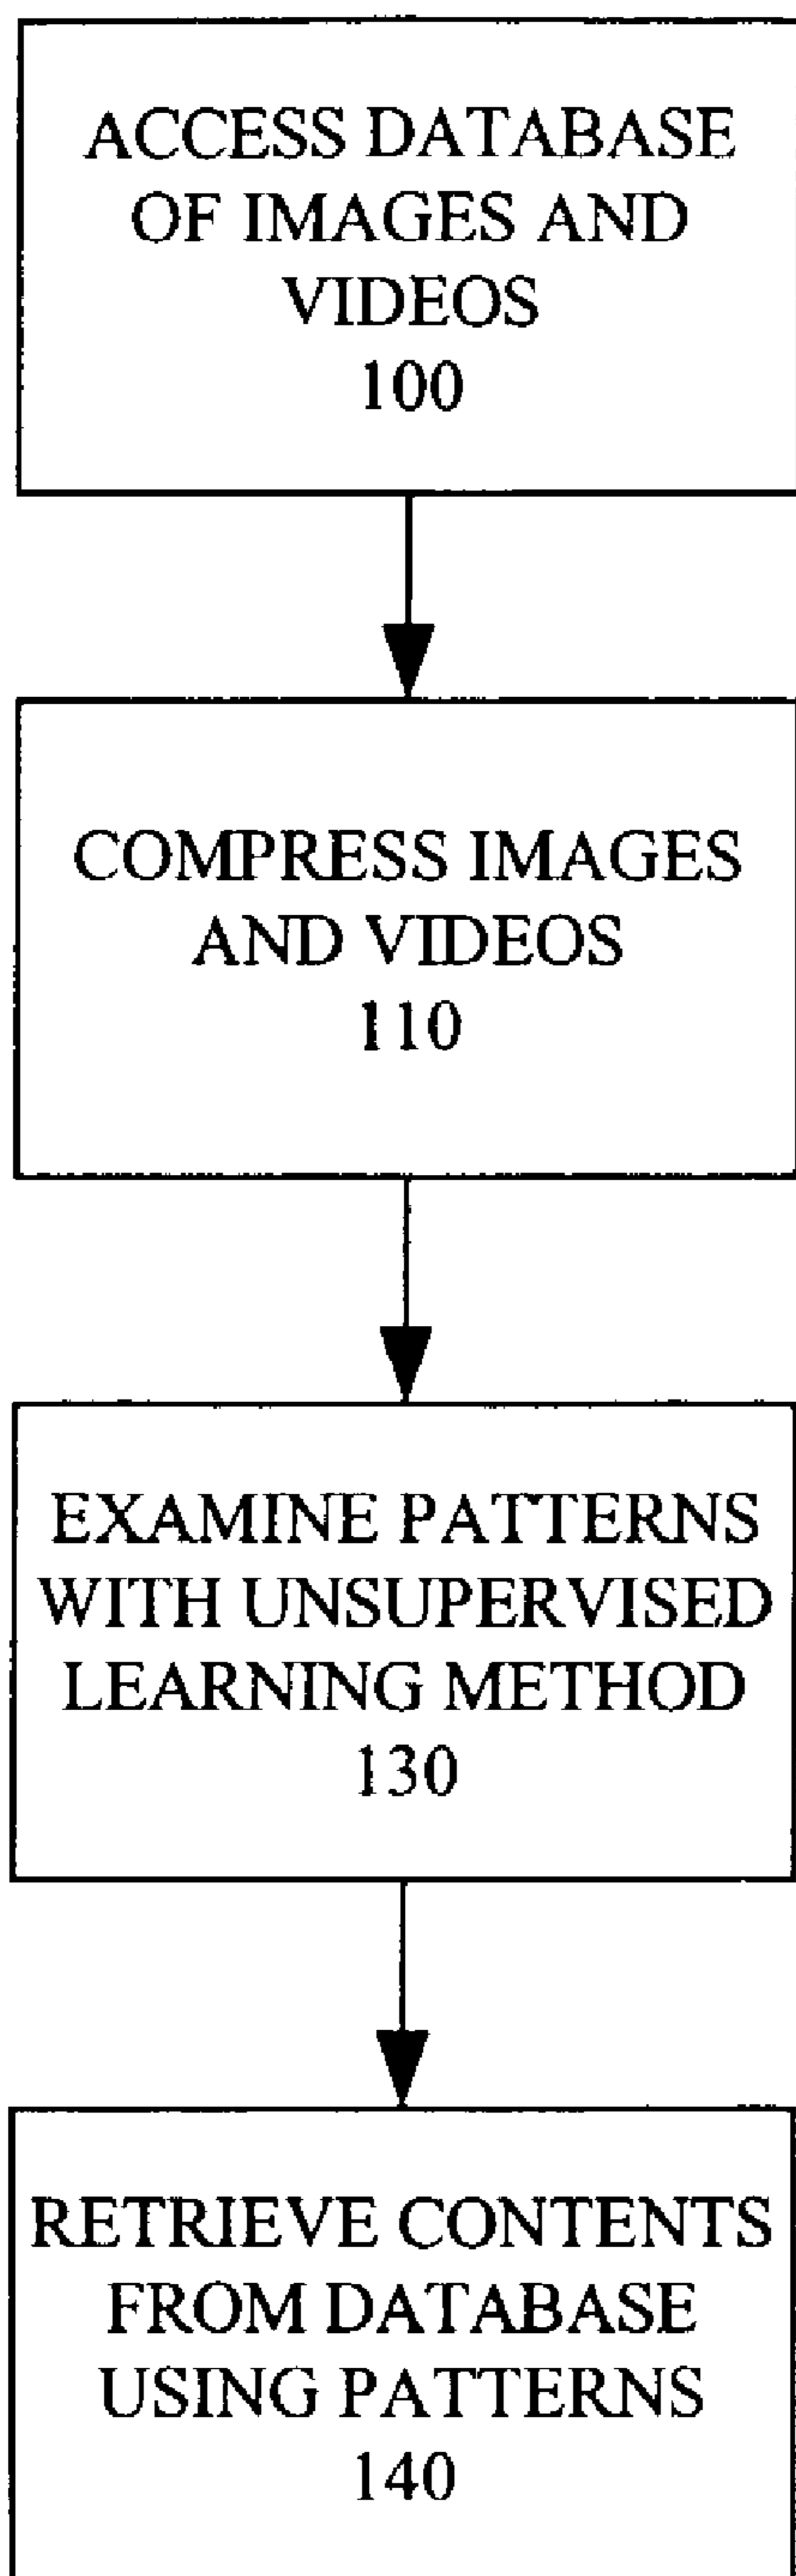 ACCESS DATABASE
OF IMAGES AND
VIDEOS
100
COMPRESS IMAGES
AND VIDEOS
110
EXAMINE PATTERNS
WITH UNSUPERVISED
LEARNING METHOD
130
RETRIEVE CONTENTS
FROM DATABASE
USING PATTERNS
140